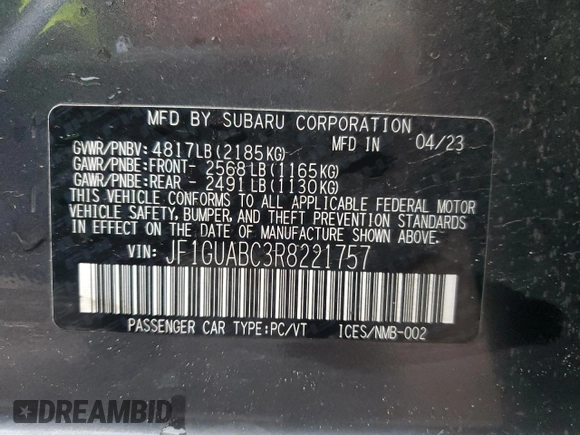 MFD BY SUBARU CORPORATION
GVWR/PNBV: 4817LB(2185KG) MFD IN 04/23
GAWR/PNBE:FRONT- 2568LB(1165KG)
GAWR/PNBE:REAR - 2491LB(1130KG)
THIS VEHICLE CONFORMS TO ALL APPLICABLE FEDERAL MOTOR
VEHICLE SAFETY, BUMPER, AND THEFT PREVENTION STANDARDS
IN EFFECT ON THE DATE OF MANUFACTURE SHOWN ABOVE.
VIN: JF1GUABC3R8221757
PASSENGER CAR TYPE:PC/VT ICES/NMB-002
DREAMBID